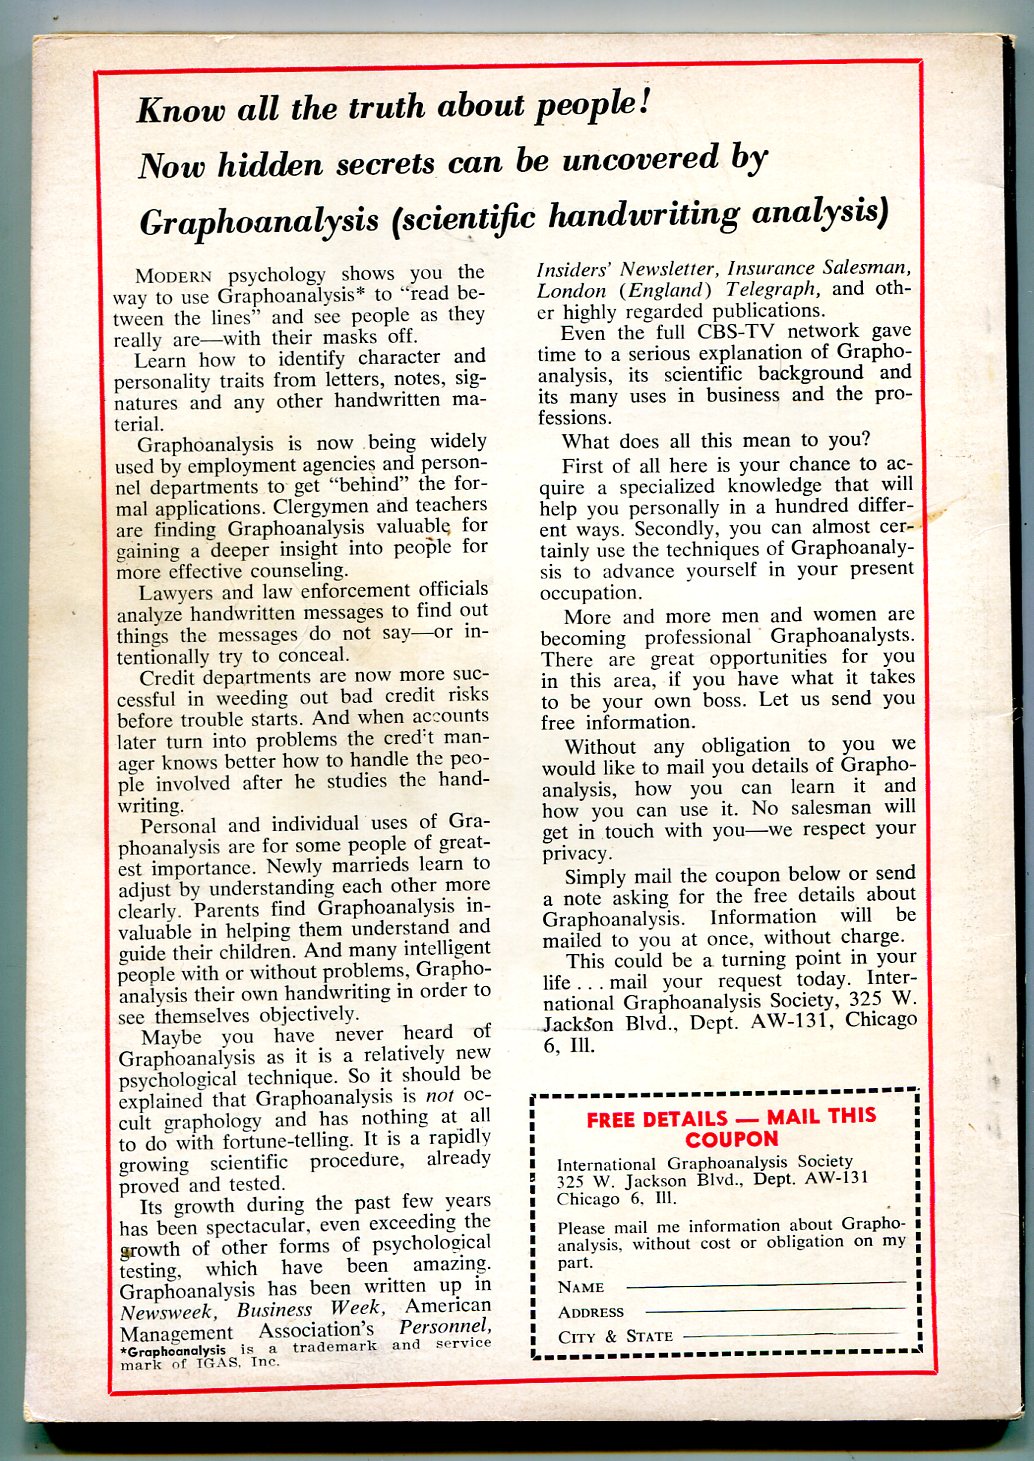 Know all the truth about people!
Now hidden secrets can be uncovered by
Graphoanalysis (scientific handwriting analysis)
MODERN psychology shows you the
way to use Graphoanalysis* to “read be-
tween the lines” and see people as they
really are—with their masks off.
Learn how to identify character and
personality traits from letters, notes, sig-
natures and any other handwritten ma-
terial.
Graphoanalysis is now being widely
used by employment agencies and person-
nel departments to get “behind” the for-
mal applications. Clergymen and teachers
are finding Graphoanalysis valuable for
gaining a deeper insight into people for
more effective counseling.
Lawyers and law enforcement officials
analyze handwritten messages to find out
things the messages do not say—or in-
tentionally try to conceal.
Credit departments are now more suc-
cessful in weeding out bad credit risks
before trouble starts. And when accounts
later turn into problems the credit man-
ager knows better how to handle the peo-
ple involved after he studies the hand-
writing.
Personal and individual uses of Gra-
phoanalysis are for some people of great-
est importance. Newly marrieds learn to
adjust by understanding each other more
clearly. Parents find Graphoanalysis in-
valuable in helping them understand and
guide their children. And many intelligent
people with or without problems, Grapho-
analysis their own handwriting in order to
see themselves objectively.
Maybe you have never heard of
Graphoanalysis as it is a relatively new
psychological technique. So it should be
explained that Graphoanalysis is not oc-
cult graphology and has nothing at all
to do with fortune-telling. It is a rapidly
growing scientific procedure, already
proved and tested.
Its growth during the past few years
has been spectacular, even exceeding the
growth of other forms of psychological
testing, which have been amazing.
Graphoanalysis has been written up in
Newsweek, Business Week, American
Management Association’s Personnel,
*Graphoanalysis is a trademark and service
mark of IGAS, Inc.
Insiders’ Newsletter, Insurance Salesman,
London (England) Telegraph, and oth-
er highly regarded publications.
Even the full CBS-TV network gave
time to a serious explanation of Grapho-
analysis, its scientific background and
its many uses in business and the pro-
fessions.
What does all this mean to you?
First of all here is your chance to ac-
quire a specialized knowledge that will
help you personally in a hundred differ-
ent ways. Secondly, you can almost cer-
tainly use the techniques of Graphoanaly-
sis to advance yourself in your present
occupation.
More and more men and women are
becoming professional Graphoanalysts.
There are great opportunities for you
in this area, if you have what it takes
to be your own boss. Let us send you
free information.
Without any obligation to you we
would like to mail you details of Grapho-
analysis, how you can learn it and
how you can use it. No salesman will
get in touch with you—we respect your
privacy.
Simply mail the coupon below or send
a note asking for the free details about
Graphoanalysis. Information will be
mailed to you at once, without charge.
This could be a turning point in your
life . . . mail your request today. Inter-
national Graphoanalysis Society, 325 W.
Jackson Blvd., Dept. AW-131, Chicago
6, Ill.
FREE DETAILS — MAIL THIS
COUPON
International Graphoanalysis Society
325 W. Jackson Blvd., Dept. AW-131
Chicago 6, Ill.
Please mail me information about Grapho-
analysis, without cost or obligation on my
part.
NAME
ADDRESS
CITY & STATE